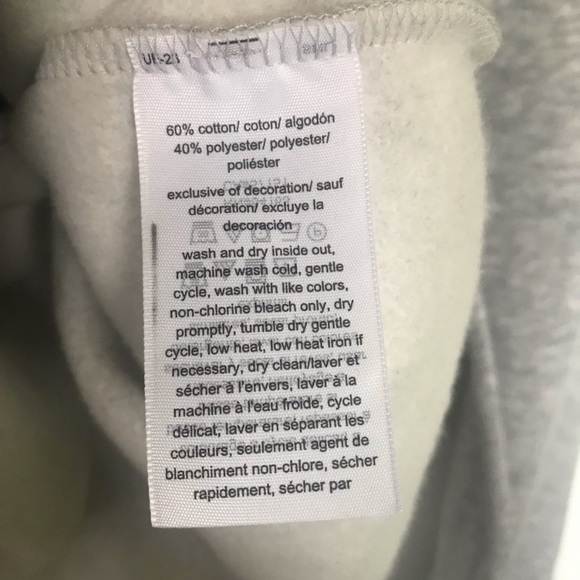 60% cotton/ coton/ algodón
40% polyester/ polyester/
poliéster
exclusive of decoration/ sauf
décoration/ excluye la
decoración
wash and dry inside out,
machine wash cold, gentle
cycle, wash with like colors,
non-chlorine bleach only, dry
promptly, tumble dry gentle
cycle, low heat, low heat iron if
necessary, dry clean/laver et
sécher à l'envers, laver à la
machine à l'eau froide, cycle
délicat, laver en séparant les
couleurs, seulement agent de
blanchiment non-chlore, sécher
rapidement, sécher par